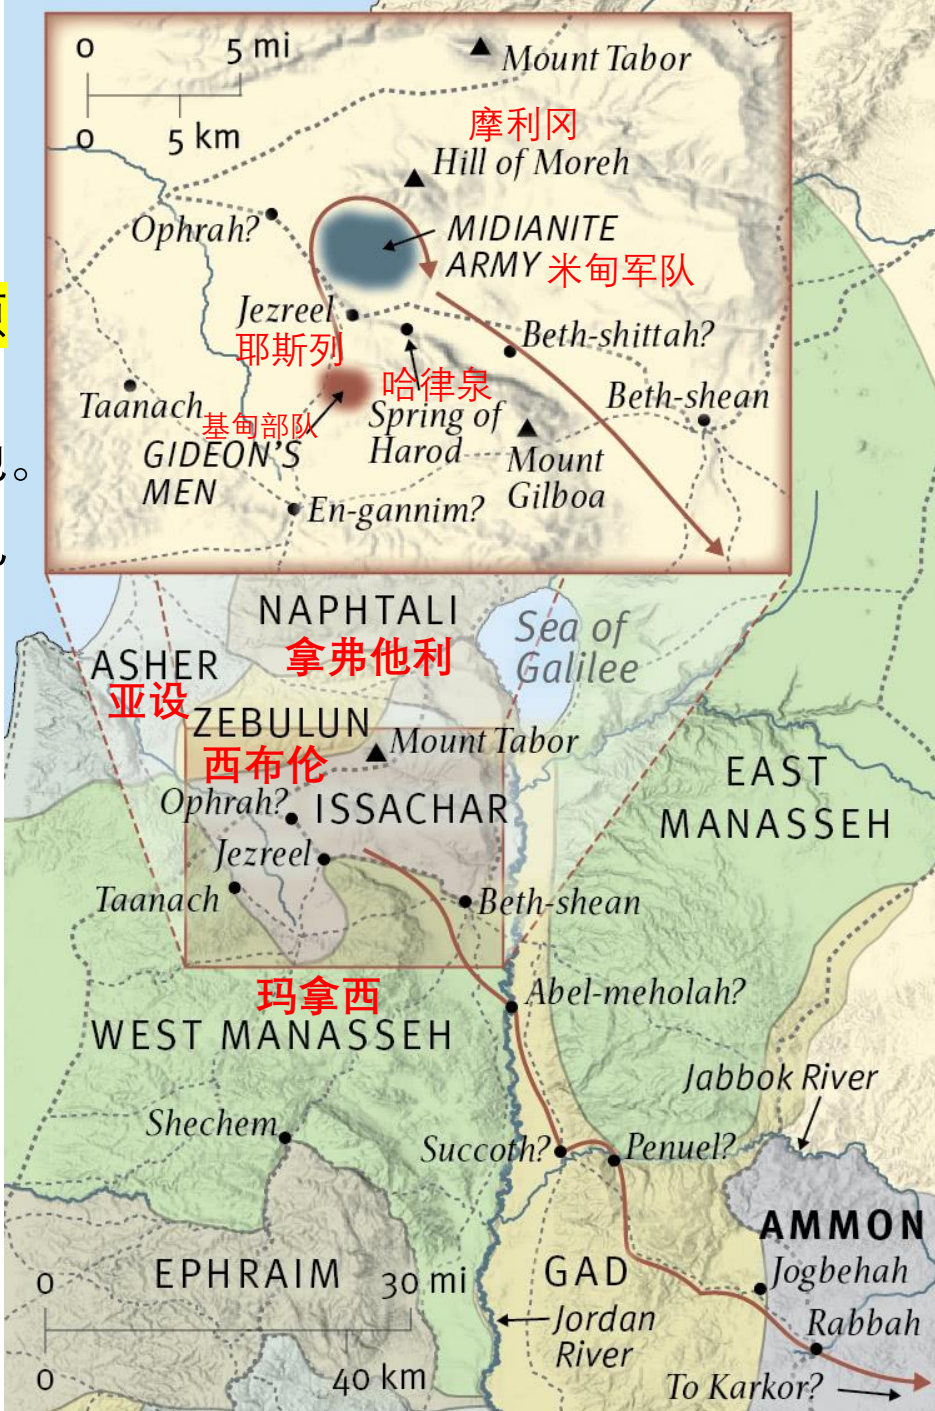 0 5 mi
0 5 km
Mount Tabor
摩利冈
Hill of Moreh
Ophrah?
MIDIANITE
ARMY 米甸军队
Jezreel
耶斯列
Beth-shittah?
哈律泉
Spring of
Harod
Beth-shean
Taanach
基甸部队
GIDEON'S
MEN
Mount
Gilboa
En-gannim?
地。
NAPHTALI
拿弗他利
Sea of
Galilee
ASHER
亚设
ZEBULUN
西布伦
Mount Tabor
Ophrah?
ISSACHAR
EAST
MANASSEH
Jezreel
Taanach
Beth-shean
玛拿西
WEST MANASSEH
Abel-meholah?
Jabbok River
Shechem
Succoth?
Penuel?
AMMON
EPHRAIM
GAD
Jogbehah
0 30 mi
0 40 km
Jordan
River
Rabbah
To Karkor?